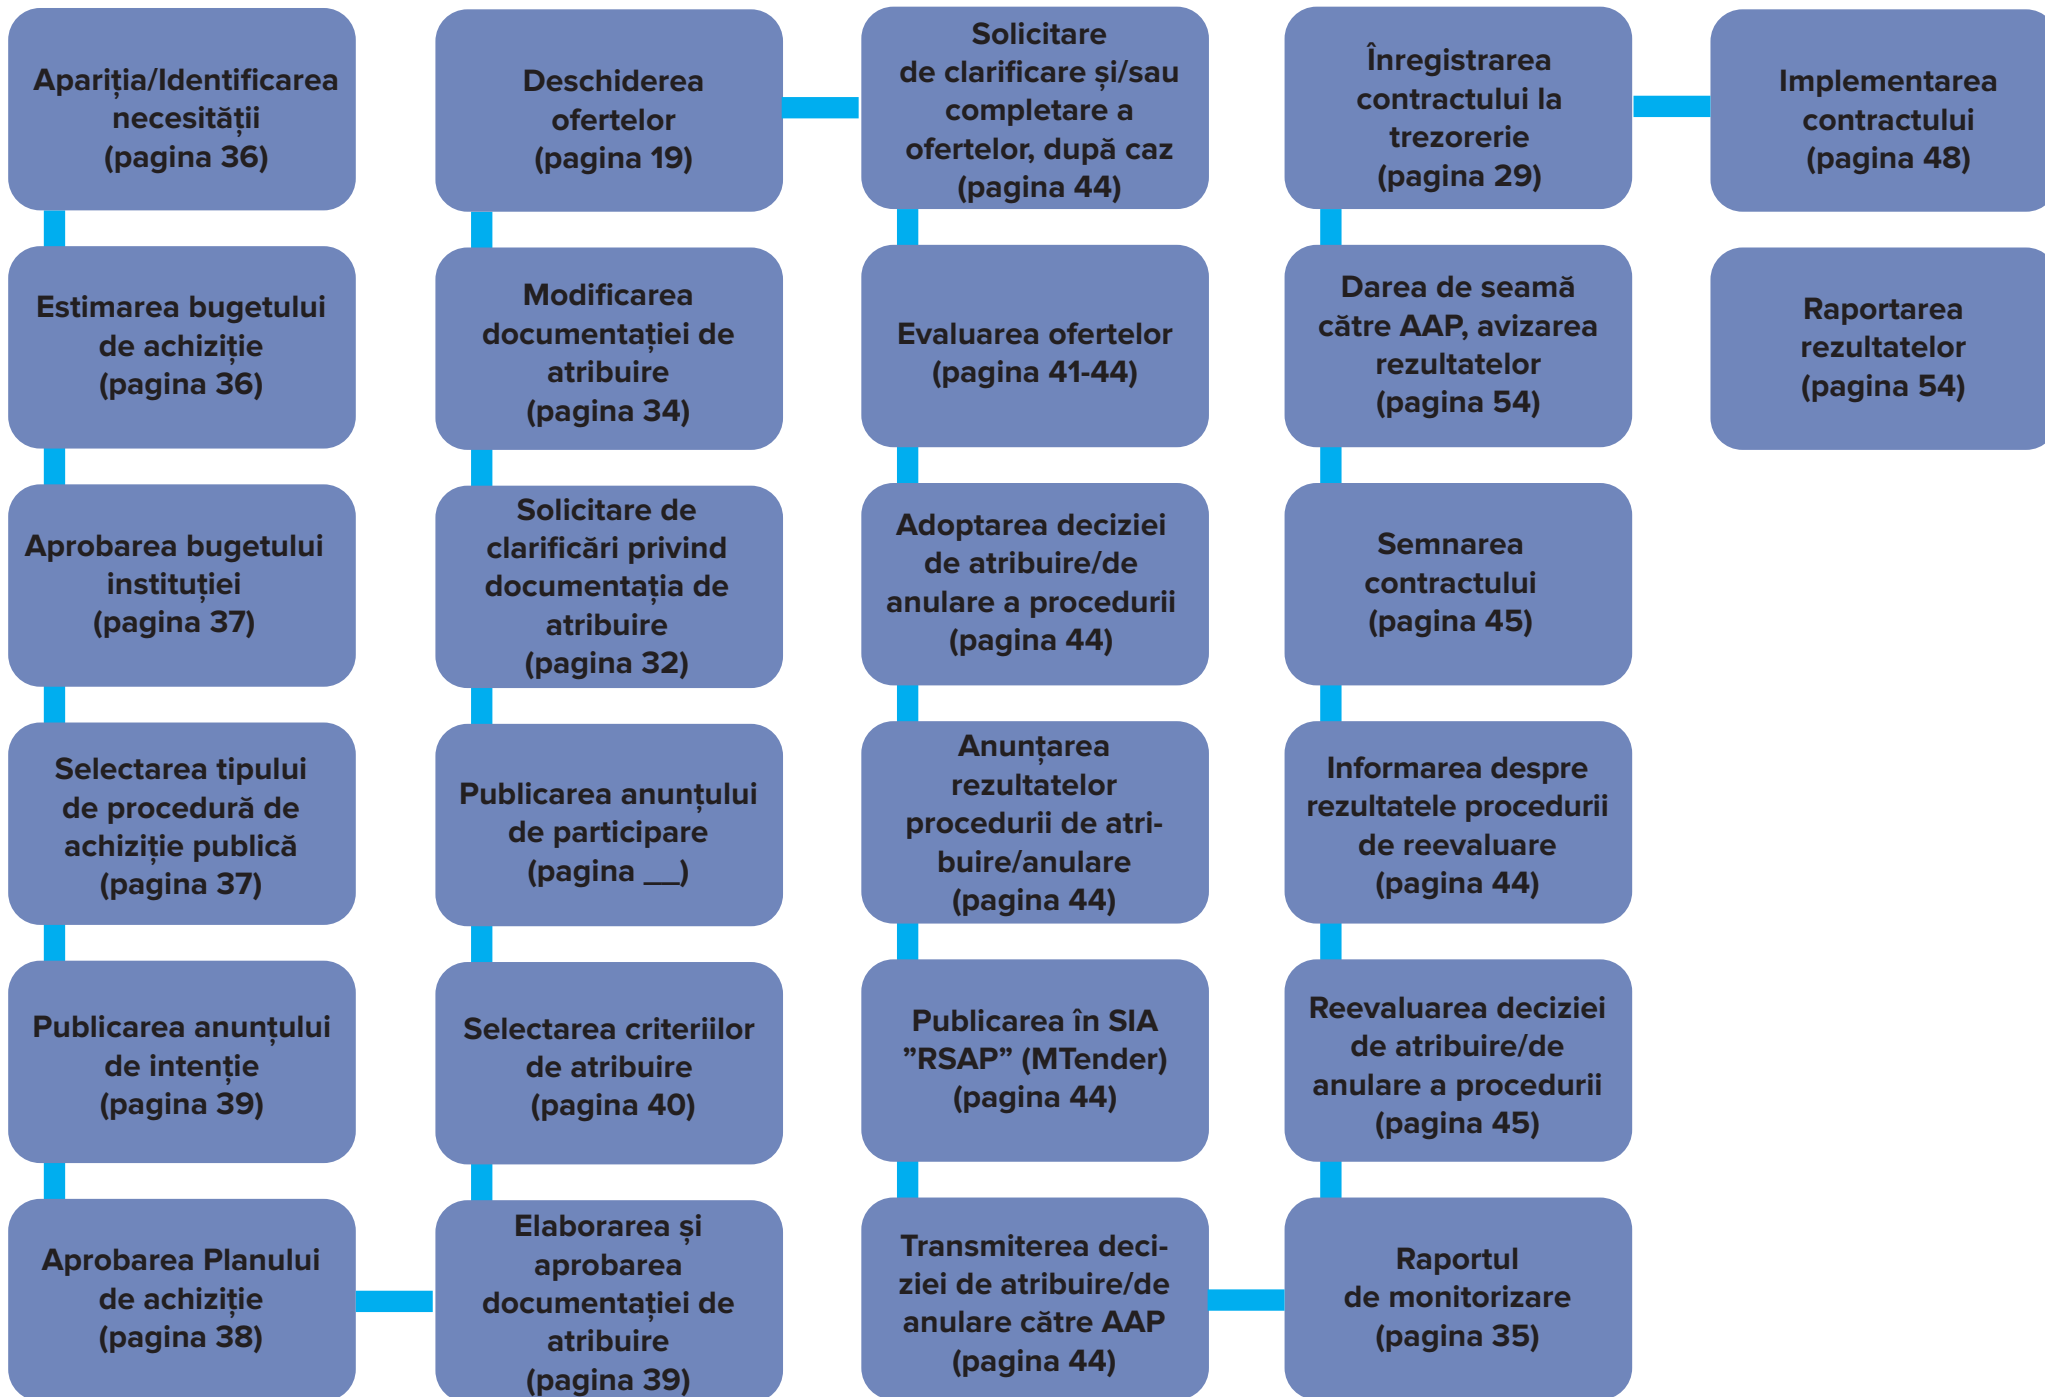 Apariția/Identificarea
necesității
(pagina 36)
Estimarea bugetului
de achiziție
(pagina 36)
Aprobarea bugetului
instituției
(pagina 37)
Selectarea tipului
de procedură de
achiziție publică
(pagina 37)
Publicarea anunțului
de intenție
(pagina 39)
Aprobarea Planului
de achiziție
(pagina 38)
Deschiderea
ofertelor
(pagina 19)
Modificarea
documentației de
atribuire
(pagina 34)
Solicitare de
clarificări privind
documentația de
atribuire
(pagina 32)
Publicarea anunțului
de participare
(pagina __)
Selectarea criteriilor
de atribuire
(pagina 40)
Elaborarea și
aprobarea
documentației de
atribuire
(pagina 39)
Solicitare
de clarificare și/sau
completare a
ofertelor, după caz
(pagina 44)
Evaluarea ofertelor
(pagina 41-44)
Adoptarea deciziei
de atribuire/de
anulare a procedurii
(pagina 44)
Anunțarea
rezultatelor
procedurii de atri-
buire/anulare
(pagina 44)
Publicarea în SIA
”RSAP” (MTender)
(pagina 44)
Transmiterea deci-
ziei de atribuire/de
anulare către AAP
(pagina 44)
Înregistrarea
contractului la
trezorerie
(pagina 29)
Darea de seamă
către AAP, avizarea
rezultatelor
(pagina 54)
Semnarea
contractului
(pagina 45)
Informarea despre
rezultatele procedurii
de reevaluare
(pagina 44)
Reevaluarea deciziei
de atribuire/de
anulare a procedurii
(pagina 45)
Raportul
de monitorizare
(pagina 35)
Implementarea
contractului
(pagina 48)
Raportarea
rezultatelor
(pagina 54)